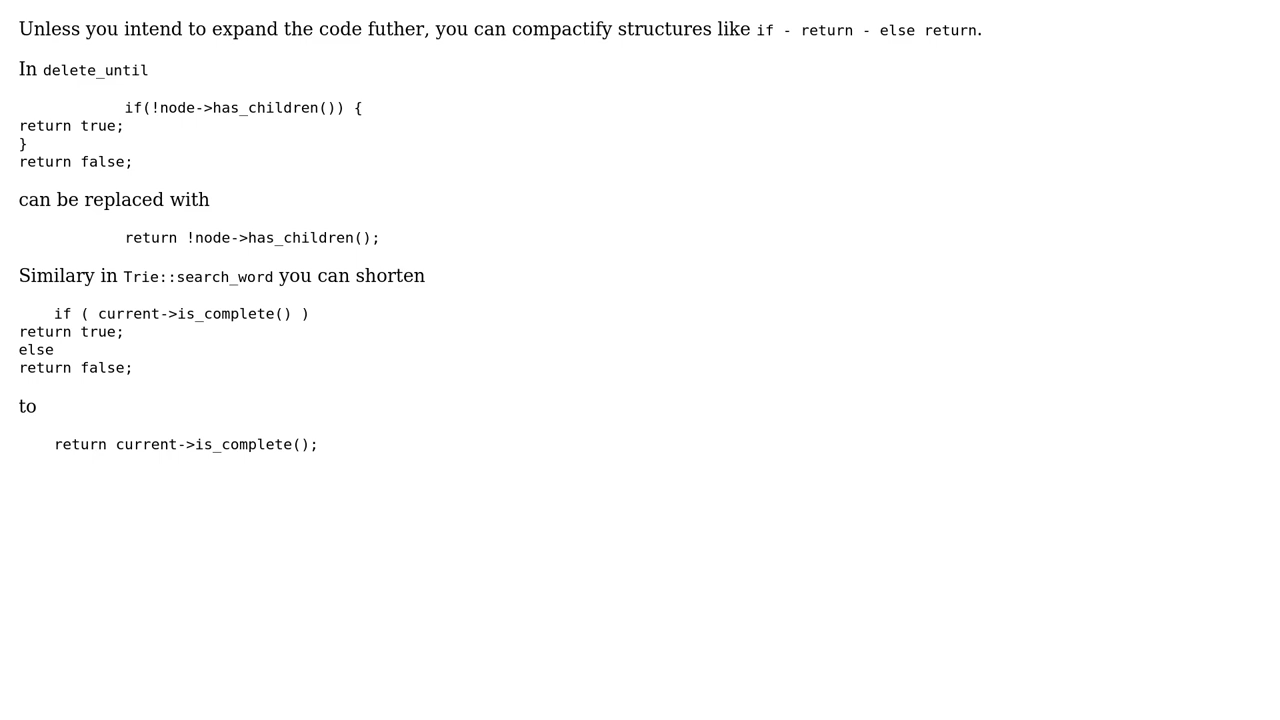 Unless you intend to expand the code futher, you can compactify structures like if - return - else return.
In delete_until
if(!node->has_children()) {
return true;
}
return false;
can be replaced with
return !node->has_children();
Similary in Trie::search_word you can shorten
if ( current->is_complete() )
return true;
else
return false;
to
return current->is_complete();